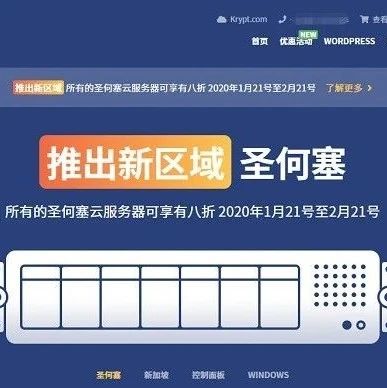 Krypt.com 查看
首页 优惠活动 NEW WORDPRESS
推出新区域 所有的圣何塞云服务器可享有八折 2020年1月21号至2月21号 了解更多 >
推出新区域 圣何塞
所有的圣何塞云服务器可享有八折 2020年1月21号至2月21号
圣何塞 新加坡 控制面板 WINDOWS